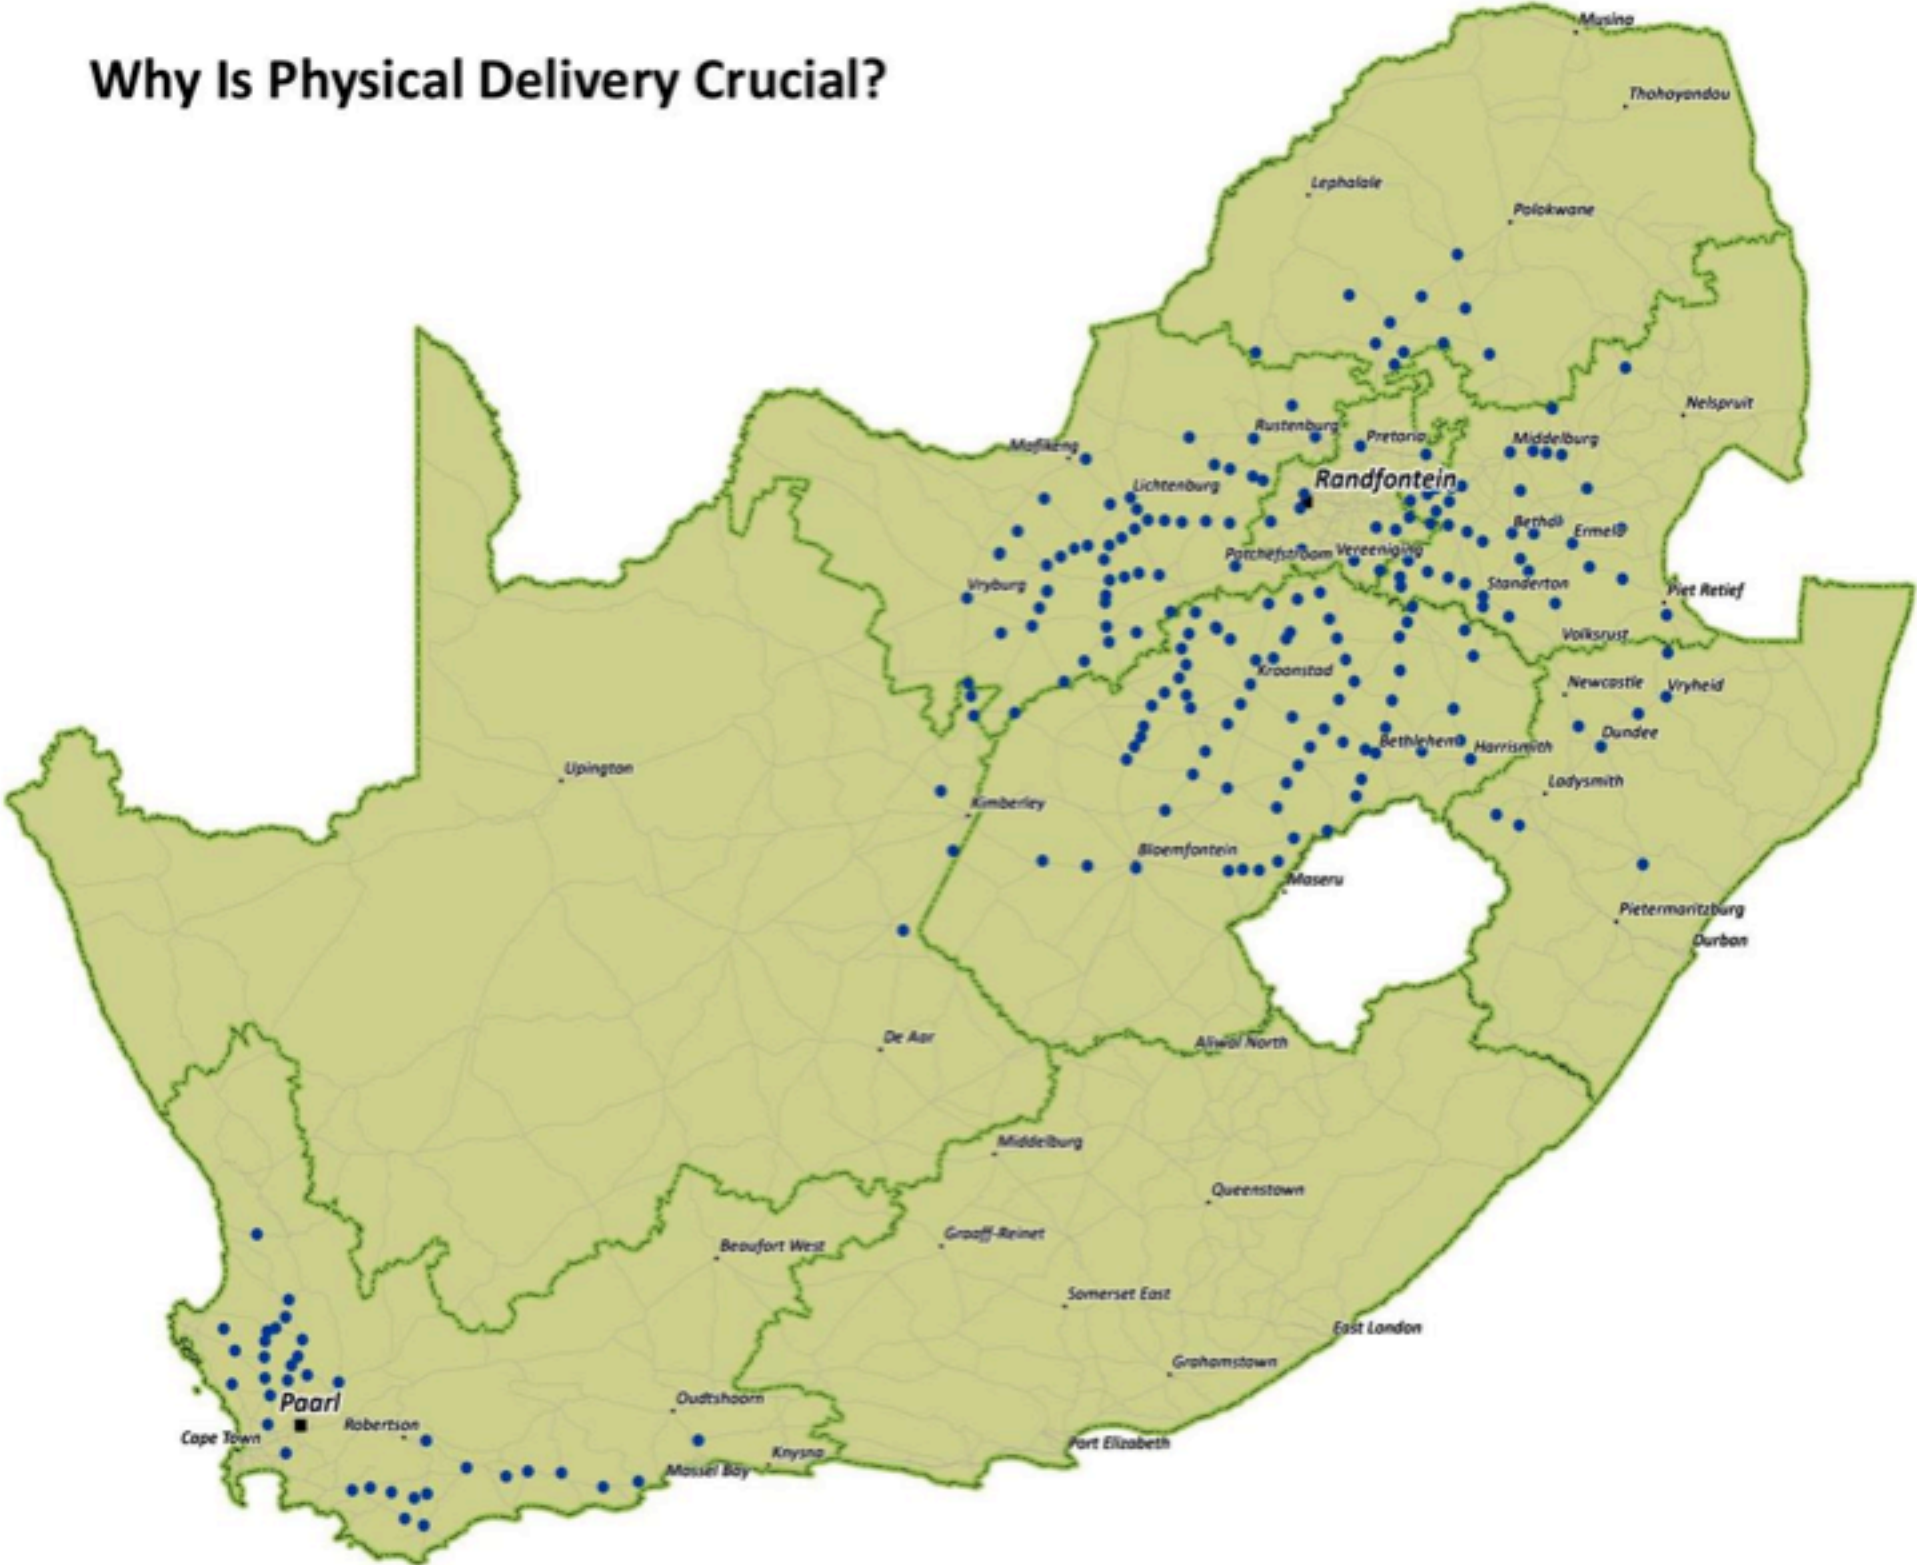 Why Is Physical Delivery Crucial?
Musina
Thohoyandou
Lephalale
Polokwane
Nelspruit
Rustenburg
Pretoria
Middelburg
Mafikeng
Randfontein
Lichtenburg
Bethal
Ermelo
Potchefstroom
Vereeniging
Vryburg
Standerton
Piet Retief
Volksrust
Kroonstad
Newcastle
Vryheid
Dundee
Bethlehem
Harrismith
Upington
Ladysmith
Kimberley
Bloemfontein
Maseru
Pietermaritzburg
Durban
De Aar
Aliwal North
Middelburg
Queenstown
Graaff-Reinet
Beaufort West
Somerset East
East London
Grahamstown
Paarl
Oudtshoorn
Robertson
Cape Town
Port Elizabeth
Knysna
Mossel Bay